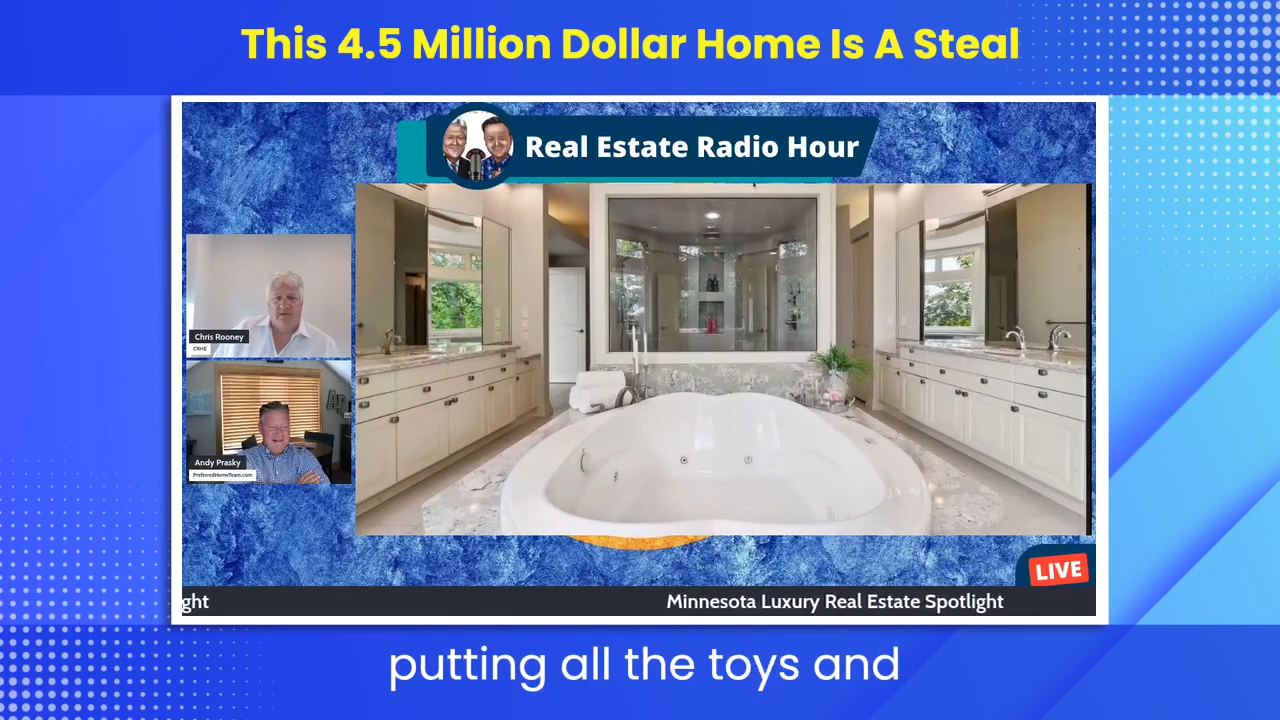 This 4.5 Million Dollar Home Is A Steal
Real Estate Radio Hour
Chris Rooney
CRHE
AP
Andy Prasky
PreferredHomeTeam.com
LIVE
ght
Minnesota Luxury Real Estate Spotlight
putting all the toys and